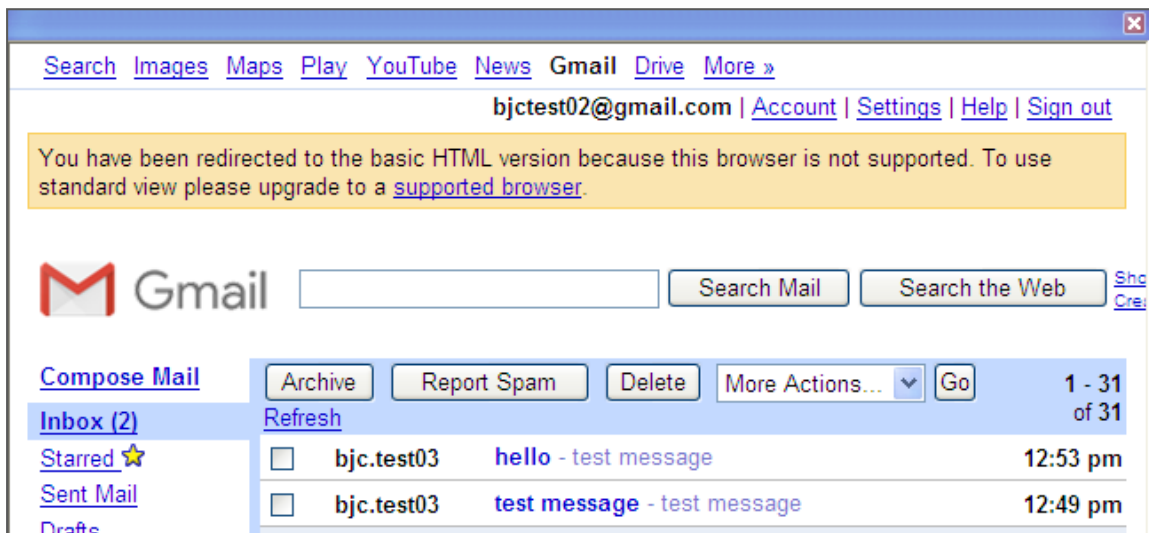 Search Images Maps Play YouTube News Gmail Drive More »
bjctest02@gmail.com | Account | Settings | Help | Sign out
You have been redirected to the basic HTML version because this browser is not supported. To use
standard view please upgrade to a supported browser.
Gmail Search Mail Search the Web Sho
Crea
Compose Mail Archive Report Spam Delete More Actions... Go 1 - 31
Inbox (2) Refresh of 31
Starred bjc.test03 hello - test message 12:53 pm
Sent Mail bjc.test03 test message - test message 12:49 pm
Drafts